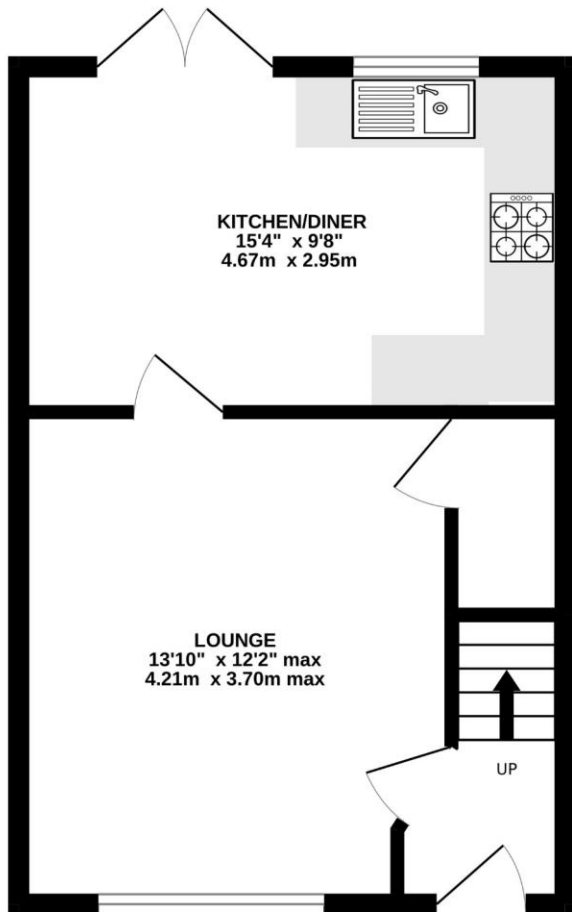 KITCHEN/DINER
15'4" x 9'8"
4.67m x 2.95m
LOUNGE
13'10" x 12'2" max
4.21m x 3.70m max
UP